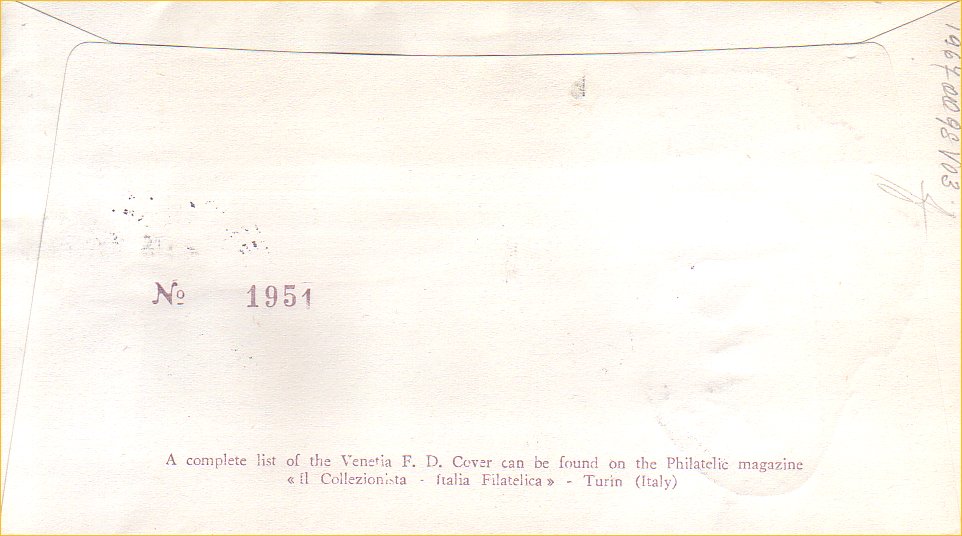 Nº 1951
A complete list of the Venetia F. D. Cover can be found on the Philatelic magazine
« il Collezionista - Italia Filatelica » - Turin (Italy)